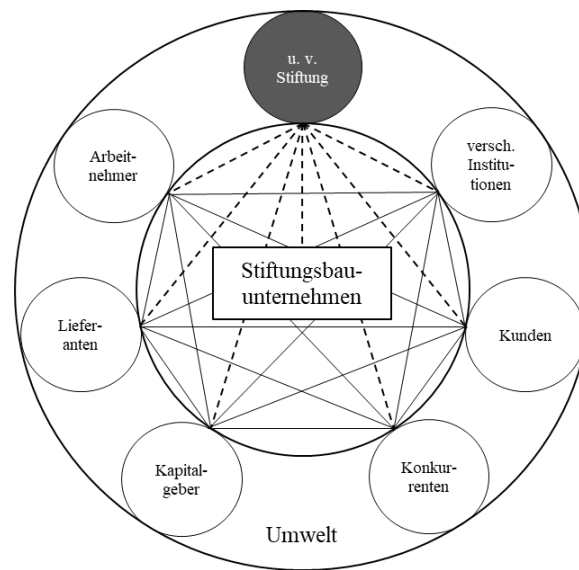 u. v.
Stiftung
Arbeit-
nehmer
versch.
Institu-
tionen
Stiftungsbau-
unternehmen
Liefer-
anten
Kunden
Kapital-
geber
Konkur-
renten
Umwelt